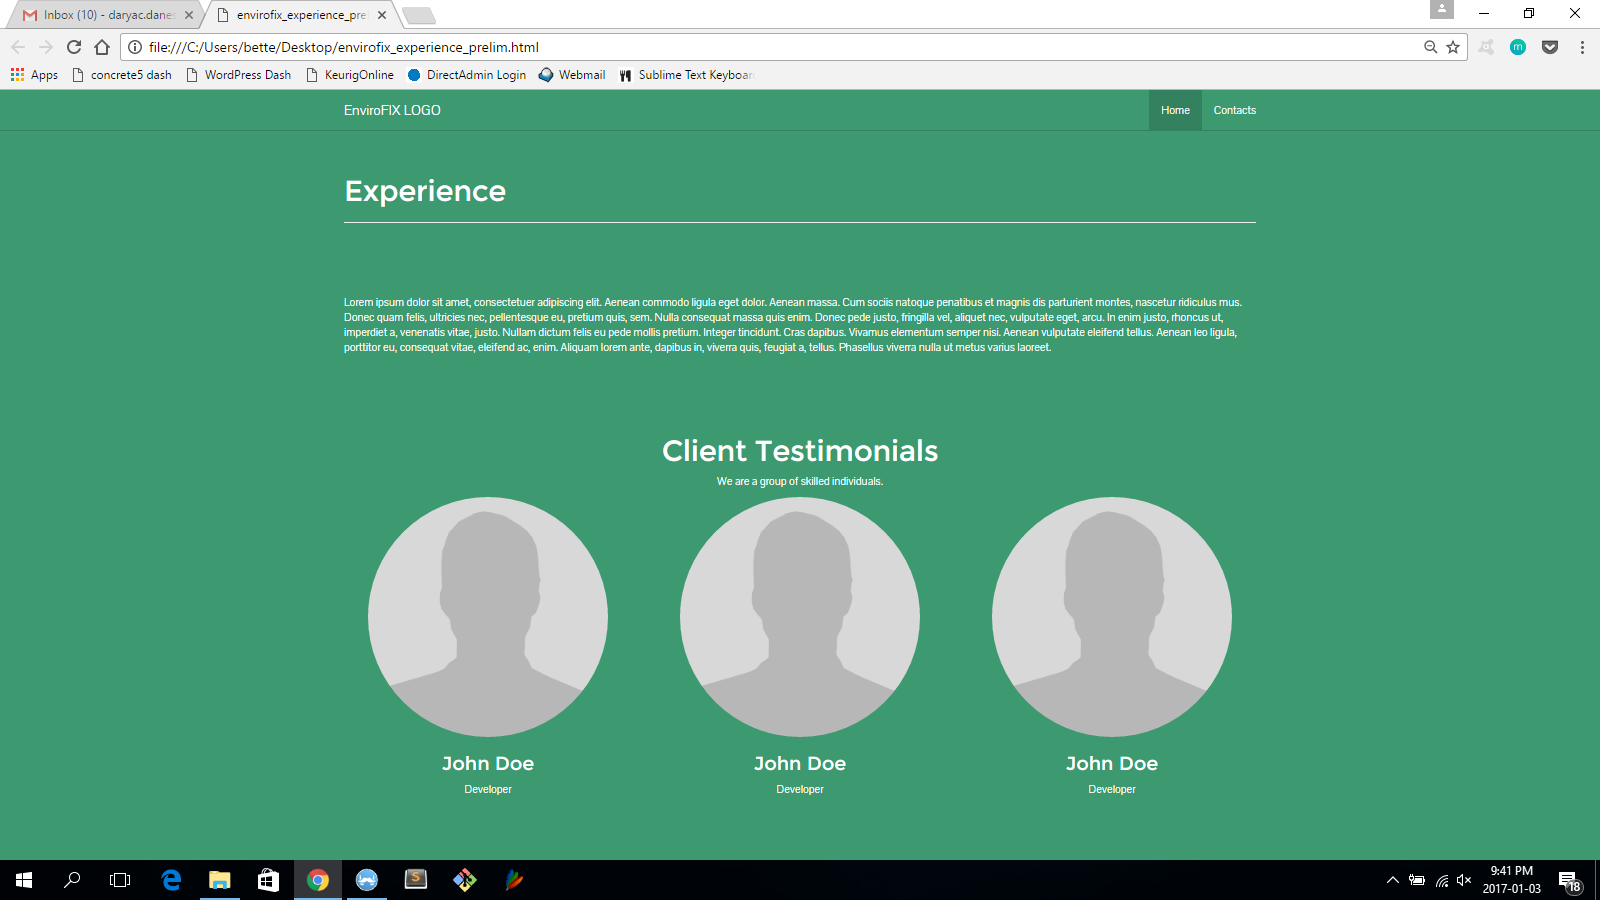 Inbox (10) - daryac.danes
envirofix_experience_prel
file:///C:/Users/bette/Desktop/envirofix_experience_prelim.html
m
Apps
concrete5 dash
WordPress Dash
KeurigOnline
DirectAdmin Login
Webmail
Sublime Text Keyboar
EnviroFIX LOGO
Home
Contacts
Experience
Lorem ipsum dolor sit amet, consectetuer adipiscing elit. Aenean commodo ligula eget dolor. Aenean massa. Cum sociis natoque penatibus et magnis dis parturient montes, nascetur ridiculus mus.
Donec quam felis, ultricies nec, pellentesque eu, pretium quis, sem. Nulla consequat massa quis enim. Donec pede justo, fringilla vel, aliquet nec, vulputate eget, arcu. In enim justo, rhoncus ut,
imperdiet a, venenatis vitae, justo. Nullam dictum felis eu pede mollis pretium. Integer tincidunt. Cras dapibus. Vivamus elementum semper nisi. Aenean vulputate eleifend tellus. Aenean leo ligula,
porttitor eu, consequat vitae, eleifend ac, enim. Aliquam lorem ante, dapibus in, viverra quis, feugiat a, tellus. Phasellus viverra nulla ut metus varius laoreet.
Client Testimonials
We are a group of skilled individuals.
John Doe
Developer
John Doe
Developer
John Doe
Developer
9:41 PM
2017-01-03
18